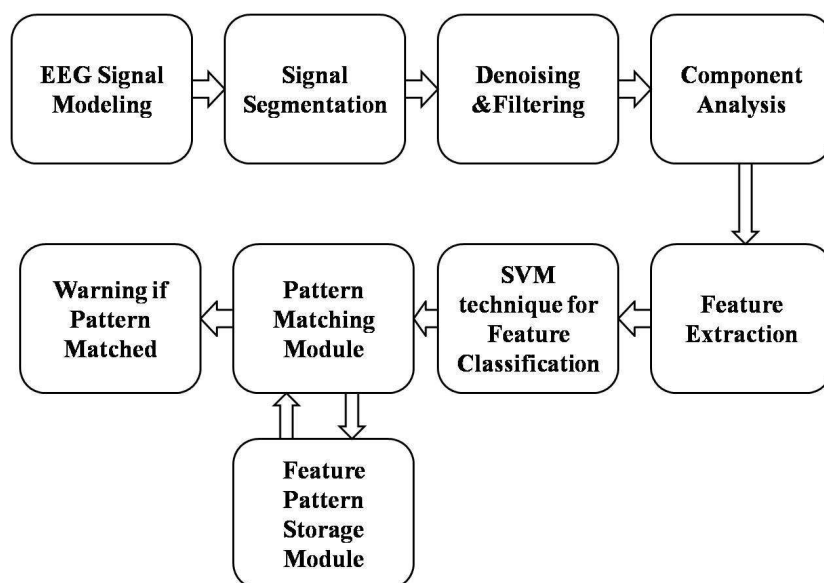 EEG Signal
Modeling
Signal
Segmentation
Denoising
&Filtering
Component
Analysis
Feature
Extraction
SVM
technique for
Feature
Classification
Pattern
Matching
Module
Warning if
Pattern
Matched
Feature
Pattern
Storage
Module